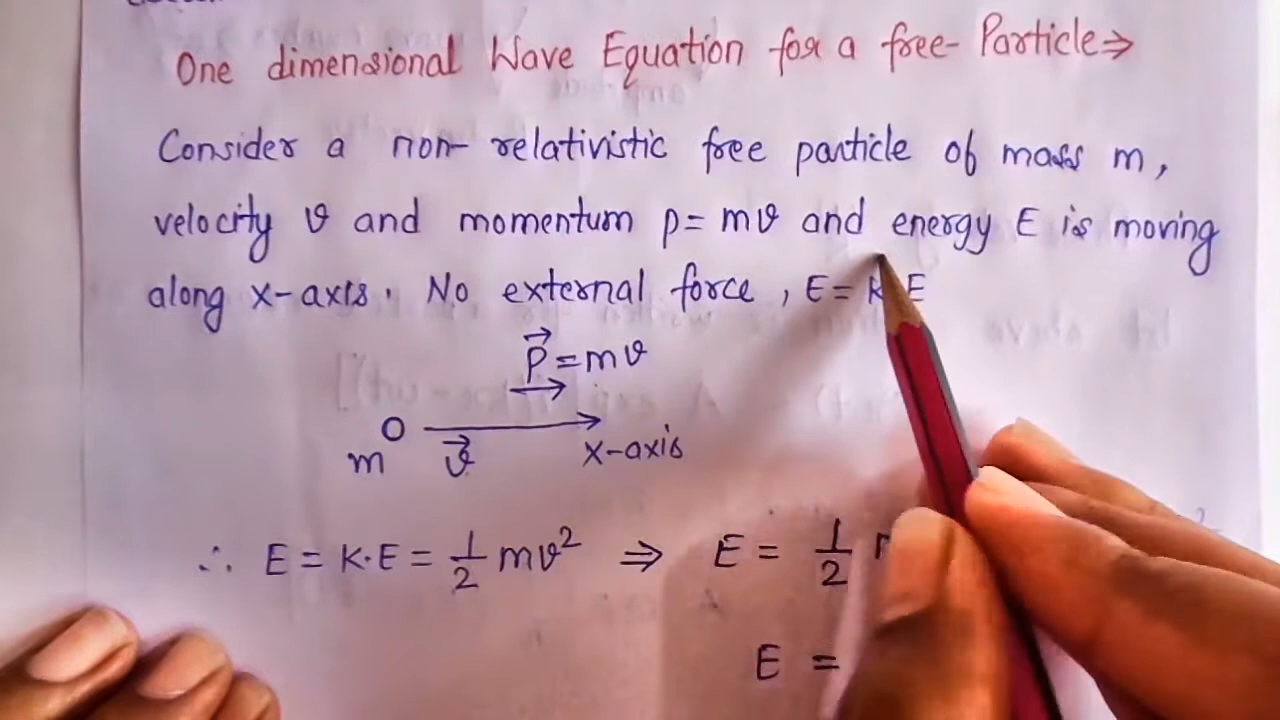 One dimensional Wave Equation for a free-Particle⇒
Consider a non-relativistic free particle of mass m,
velocity v and momentum p=mv and energy E is moving
along x-axis. No external force, E=K E
P⃗=mv
m v⃗ x-axis
∴ E = K.E = 1/2 mv² ⇒ E = 1/2
E =